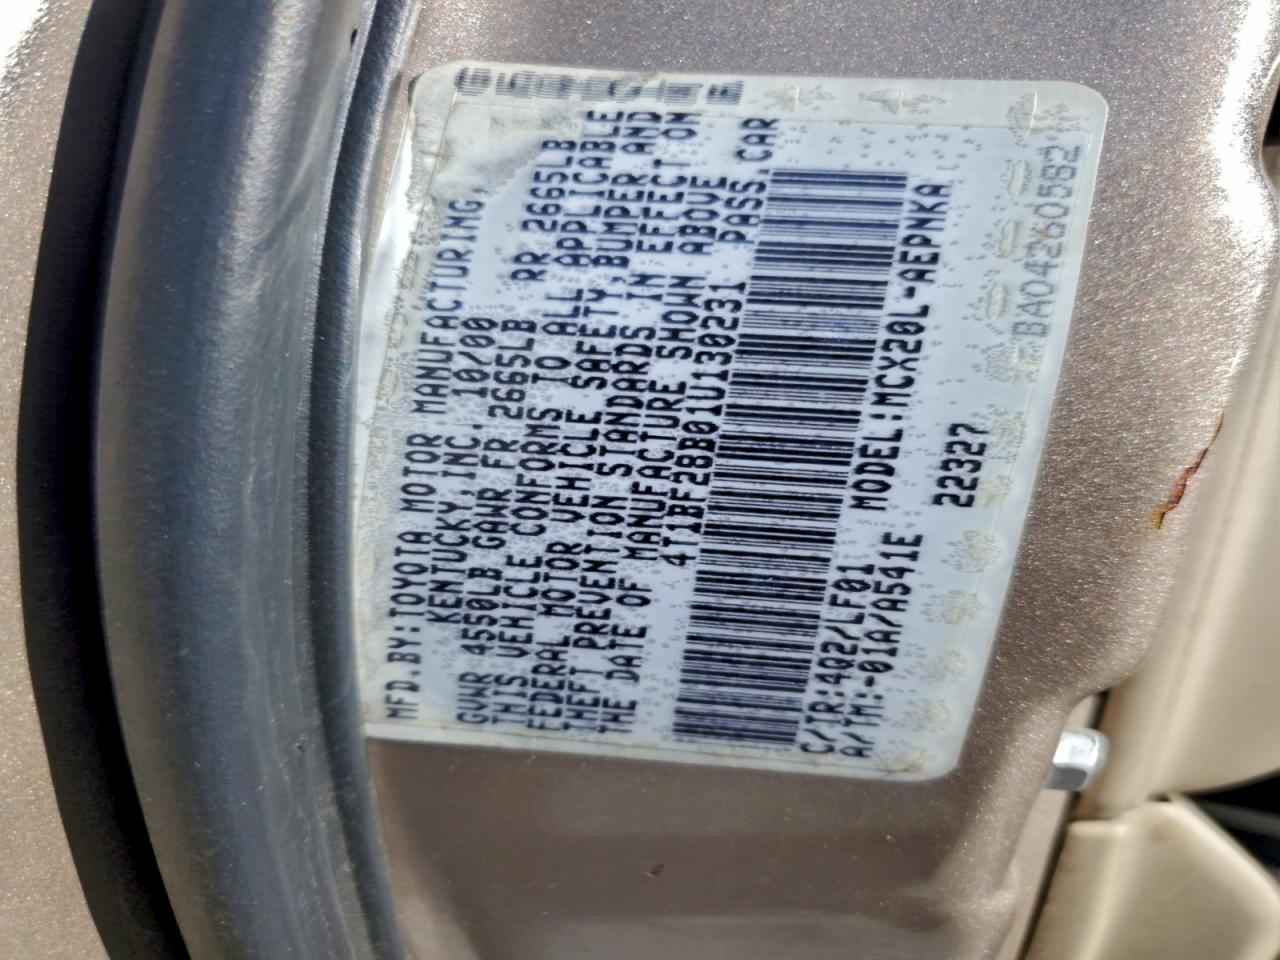 MFD.BY:TOYOTA MOTOR MANUFACTURING,
KENTUCKY,INC. 10/00
GVWR 4550LB GAWR FR 2665LB RR 2665LB
THIS VEHICLE CONFORMS TO ALL APPLICABLE
FEDERAL MOTOR VEHICLE SAFETY,BUMPER AND
THEFT PREVENTION STANDARDS IN EFFECT ON
THE DATE OF MANUFACTURE SHOWN ABOVE
4T1BF28B01U130231 PASS.CAR
C/TR:4Q2/LF01 MODEL:MCX20L-AEPNKA
A/TM:-01A/A541E 22327
BA04260582